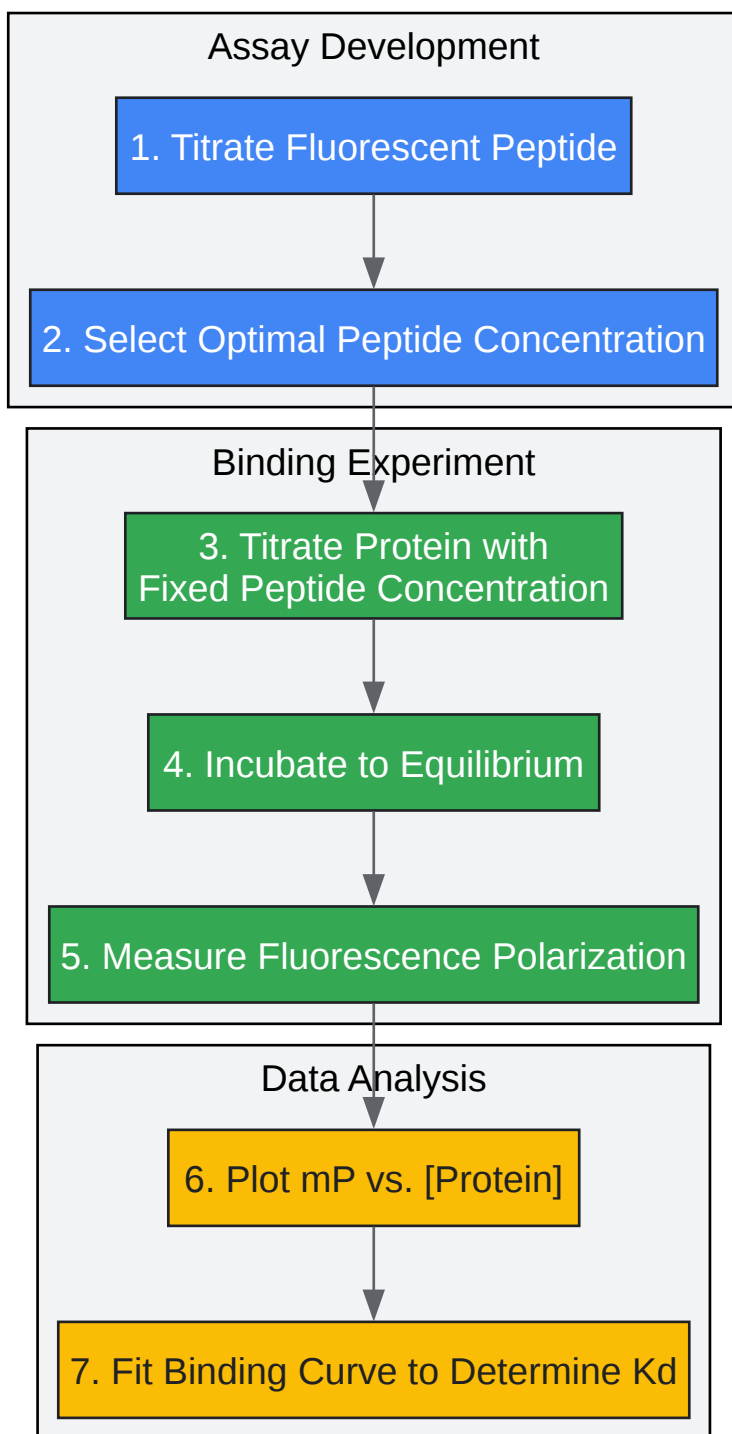 Assay Development
1. Titrate Fluorescent Peptide
2. Select Optimal Peptide Concentration
Binding Experiment
3. Titrate Protein with
Fixed Peptide Concentration
4. Incubate to Equilibrium
5. Measure Fluorescence Polarization
Data Analysis
6. Plot mP vs. [Protein]
7. Fit Binding Curve to Determine Kd